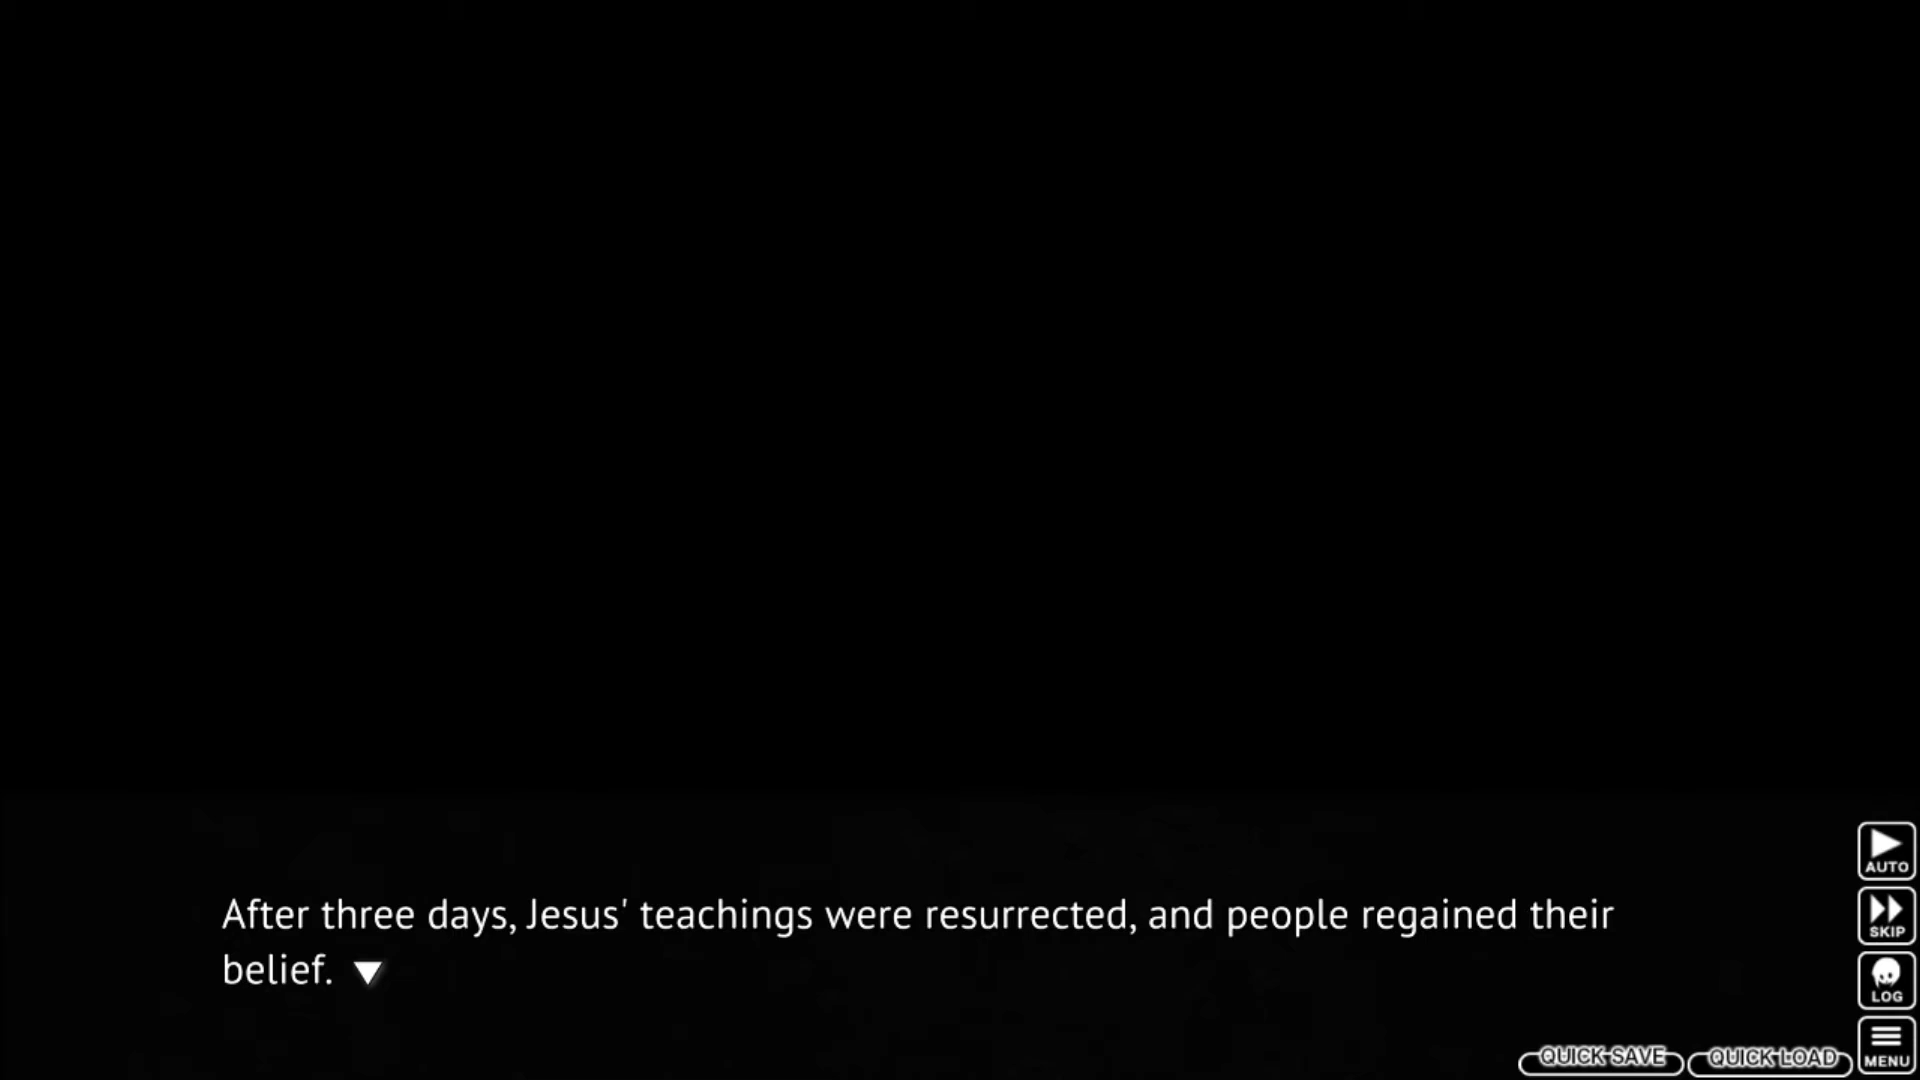 After three days, Jesus' teachings were resurrected, and people regained their
belief.
AUTO
SKIP
LOG
MENU
QUICK SAVE QUICK LOAD